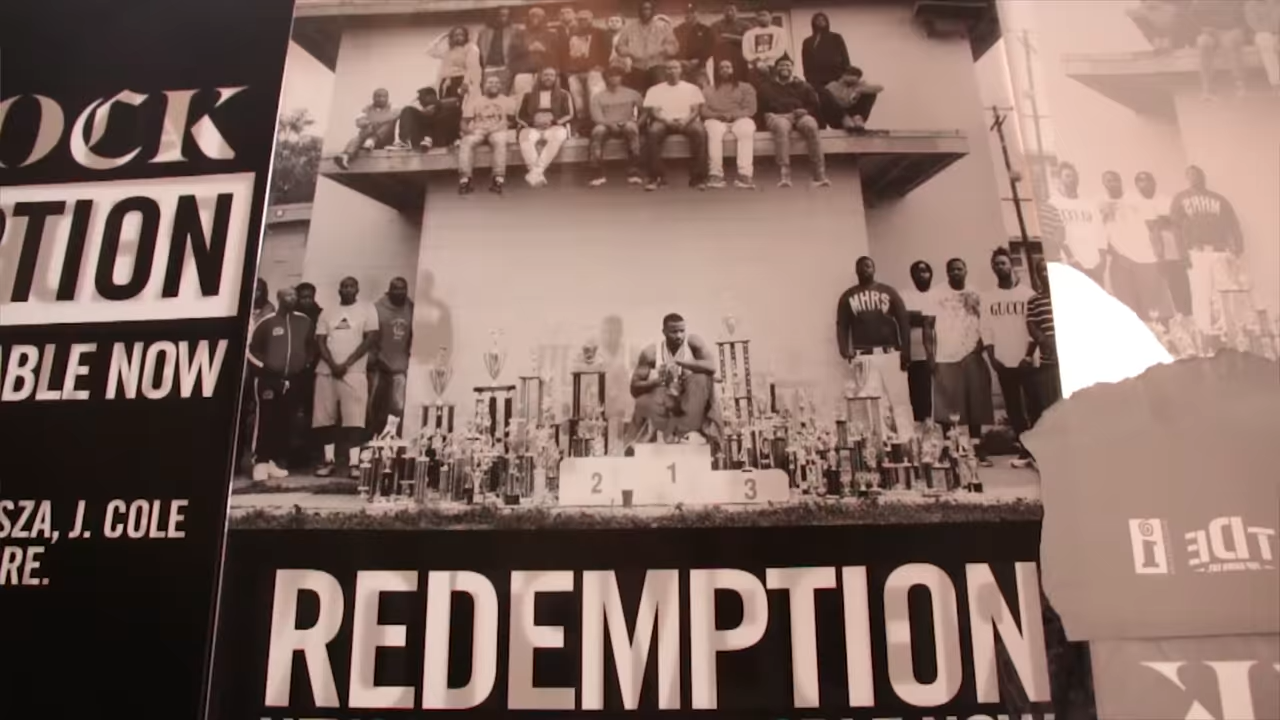 OCK
PTION
ABLE NOW
SZA, J. COLE
RE.
MHRS
GUCCI
2
1
3
REDEMPTION
TDE
K